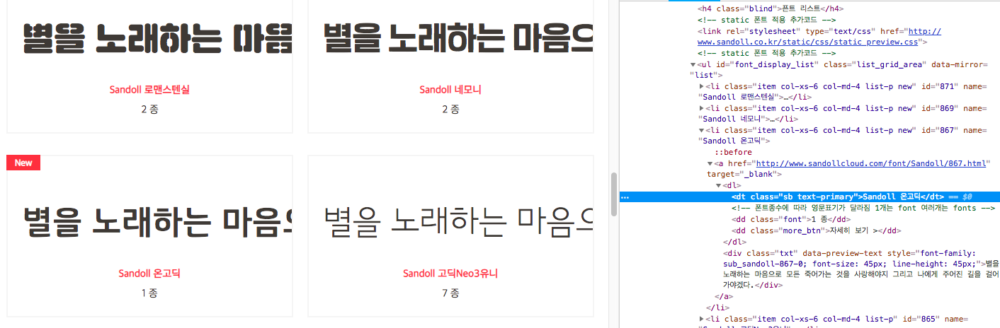 별을 노래하는 마음
별을 노래하는 마음으
Sandoll 로맨스텐실
2 종
Sandoll 네모니
2 종
New
별을 노래하는 마음으
별을 노래하는 마음으
Sandoll 온고딕
1 종
Sandoll 고딕Neo3유니
7 종
<h4 class="blind">폰트 리스트</h4>
<!-- static 폰트 적용 추가코드 -->
<link rel="stylesheet" type="text/css" href="http://
www.sandoll.co.kr/static/css/static_preview.css">
<!-- static 폰트 적용 추가코드 -->
▼<ul id="font_display_list" class="list_grid_area" data-mirror=
"list">
▶<li class="item col-xs-6 col-md-4 list-p new" id="871" name=
"Sandoll 로맨스텐실">…</li>
▶<li class="item col-xs-6 col-md-4 list-p new" id="869" name=
"Sandoll 네모니">…</li>
▼<li class="item col-xs-6 col-md-4 list-p new" id="867" name=
"Sandoll 온고딕">
::before
▼<a href="http://www.sandollcloud.com/font/Sandoll/867.html"
target="_blank">
▼<dl>
… <dt class="sb text-primary">Sandoll 온고딕</dt> == $0
<!-- 폰트종수에 따라 영문표기가 달라짐 1개는 font 여러개는 fonts -->
<dd class="font">1 종</dd>
<dd class="more_btn">자세히 보기 ></dd>
</dl>
<div class="txt" data-preview-text style="font-family:
sub_sandoll-867-0; font-size: 45px; line-height: 45px;">별을
노래하는 마음으로 모든 죽어가는 것을 사랑해야지 그리고 나에게 주어진 길을 걸어
가야겠다.</div>
</a>
</li>
▶<li class="item col-xs-6 col-md-4 list-p" id="865" name=
"Sandoll 고딕Neo3유니">…</li>